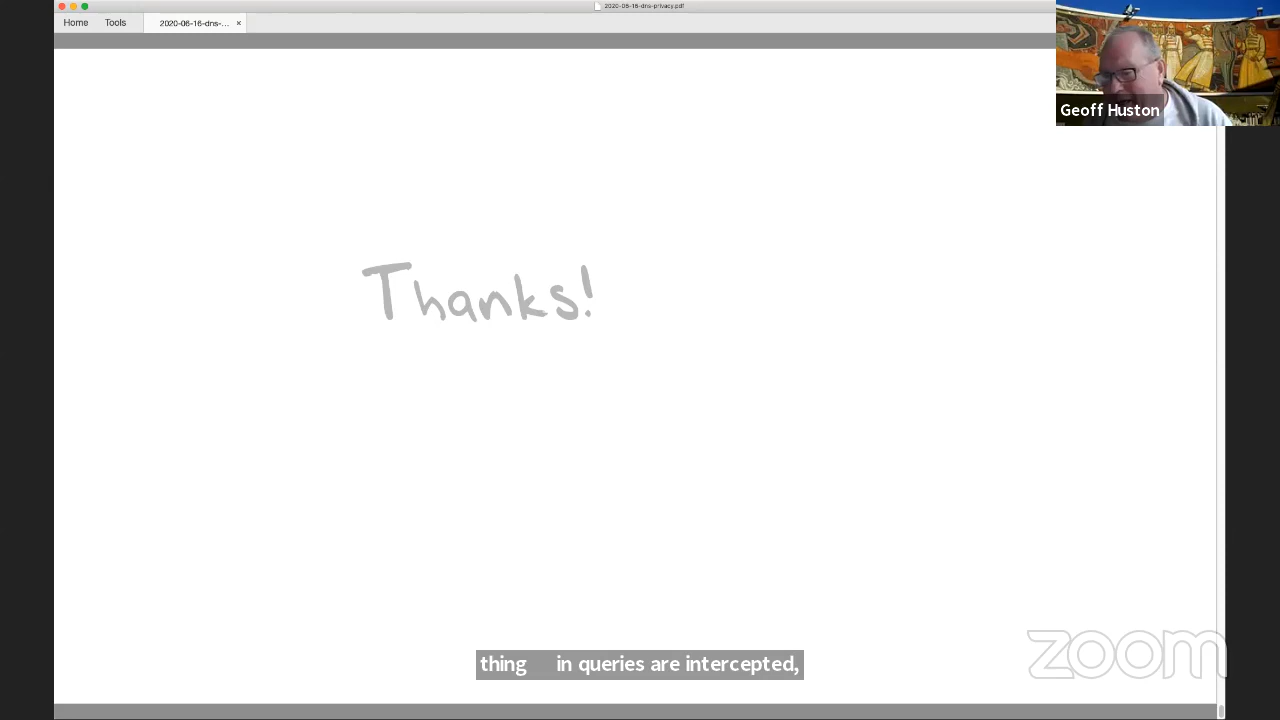 2020-06-16-dns-privacy.pdf
Home Tools 2020-06-16-dns-... ×
Geoff Huston
Thanks!
thing in queries are intercepted,
zoom